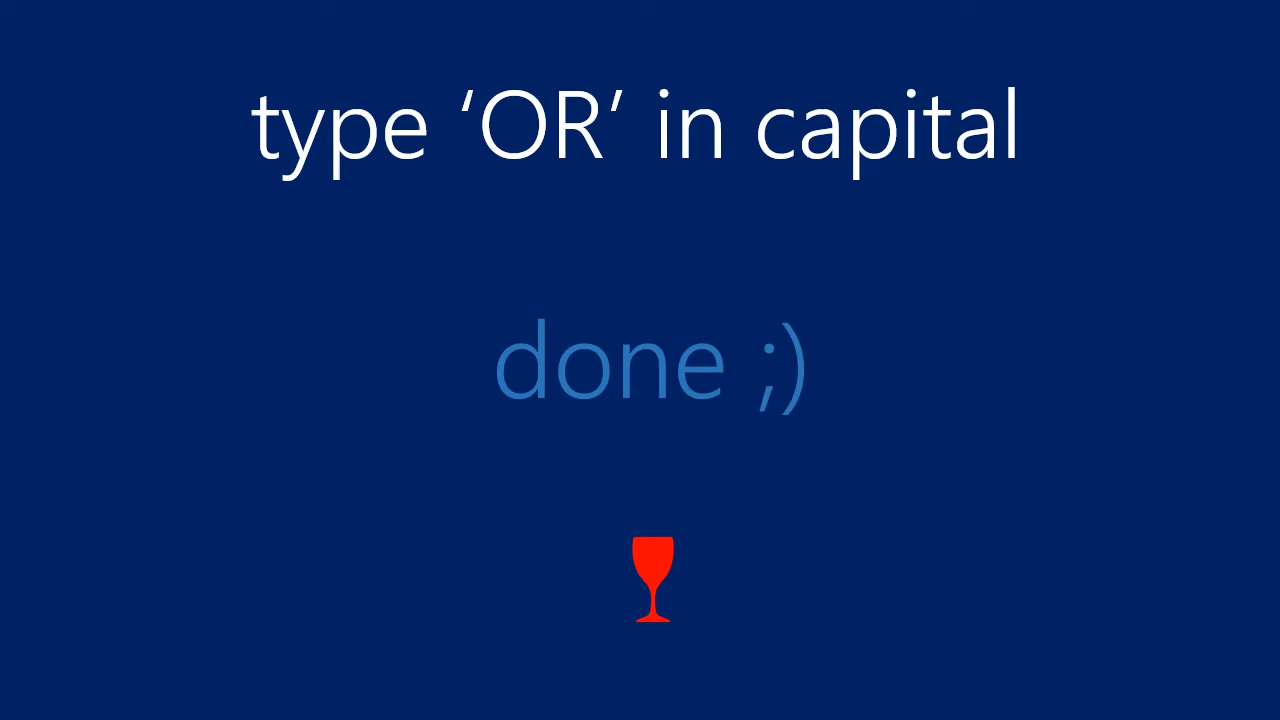 type ‘OR’ in capital
done ;)